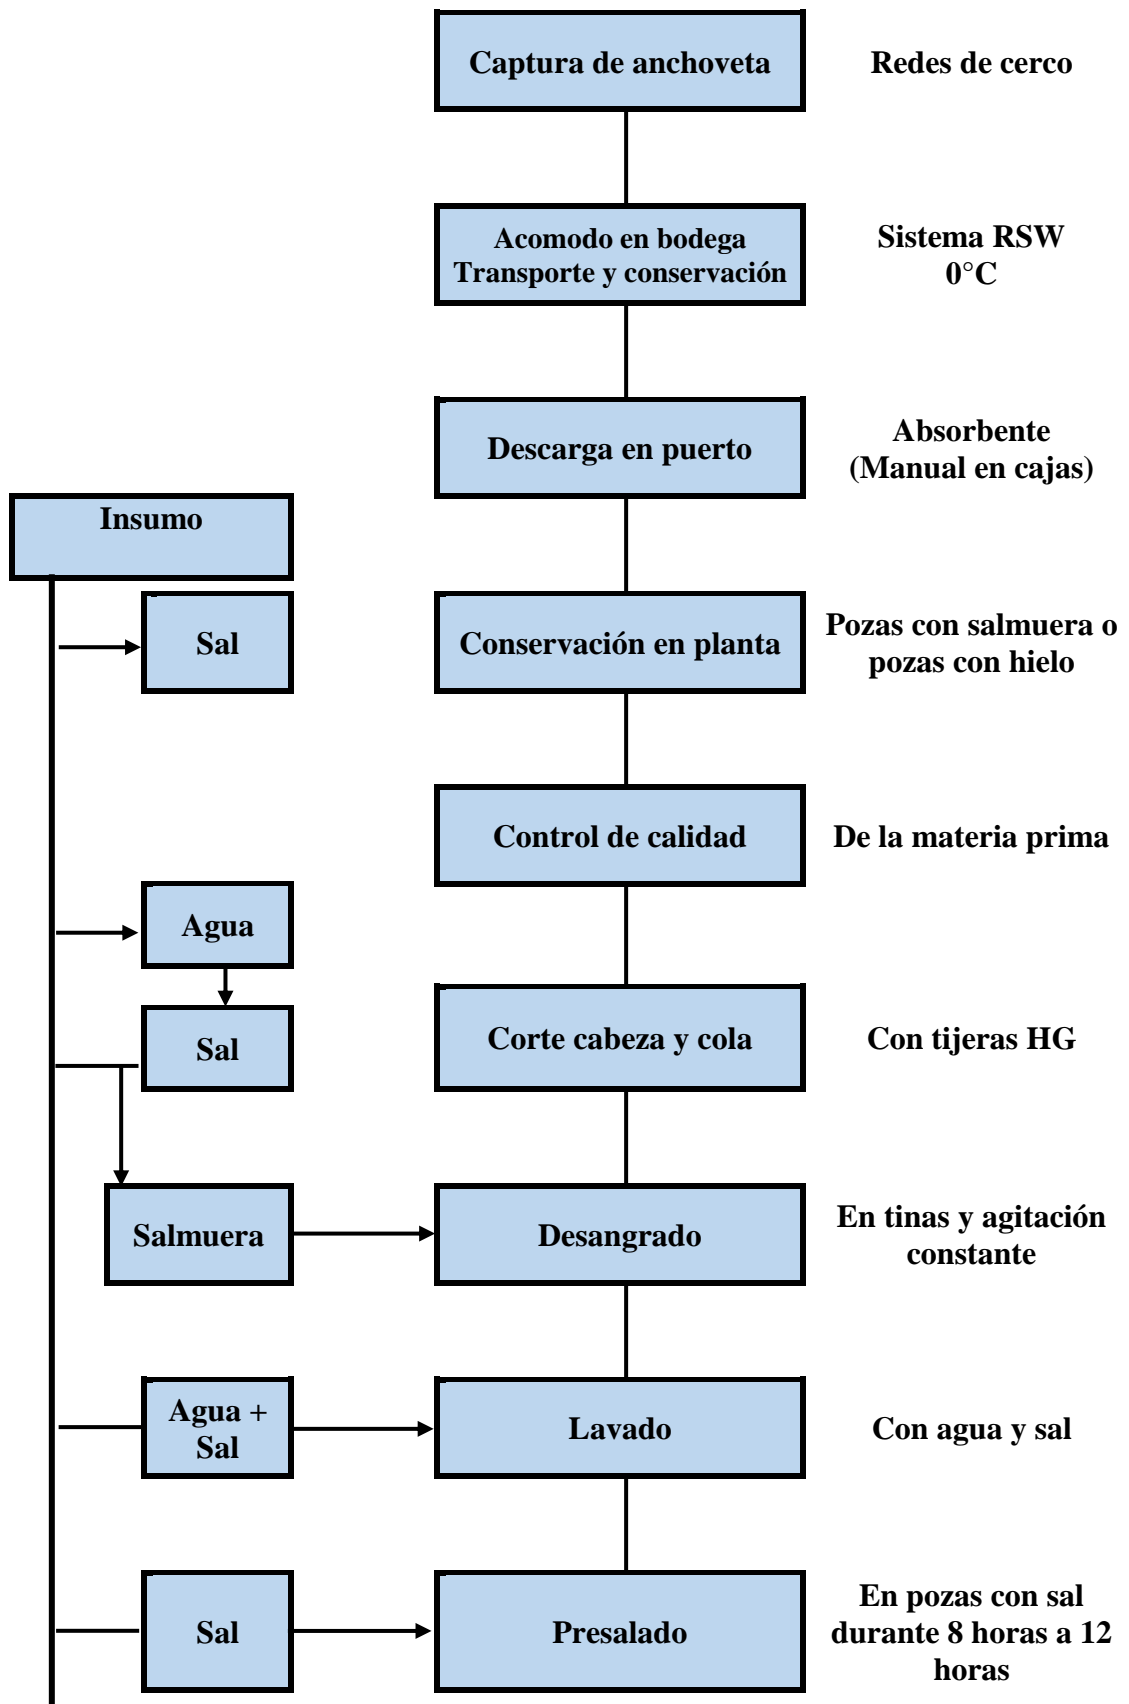 Captura de anchoveta
Redes de cerco
Acomodo en bodega
Transporte y conservación
Sistema RSW
0°C
Descarga en puerto
Absorbente
(Manual en cajas)
Insumo
Sal
Conservación en planta
Pozas con salmuera o
pozas con hielo
Control de calidad
De la materia prima
Agua
Sal
Corte cabeza y cola
Con tijeras HG
Salmuera
Desangrado
En tinas y agitación
constante
Agua +
Sal
Lavado
Con agua y sal
Sal
Presalado
En pozas con sal
durante 8 horas a 12
horas